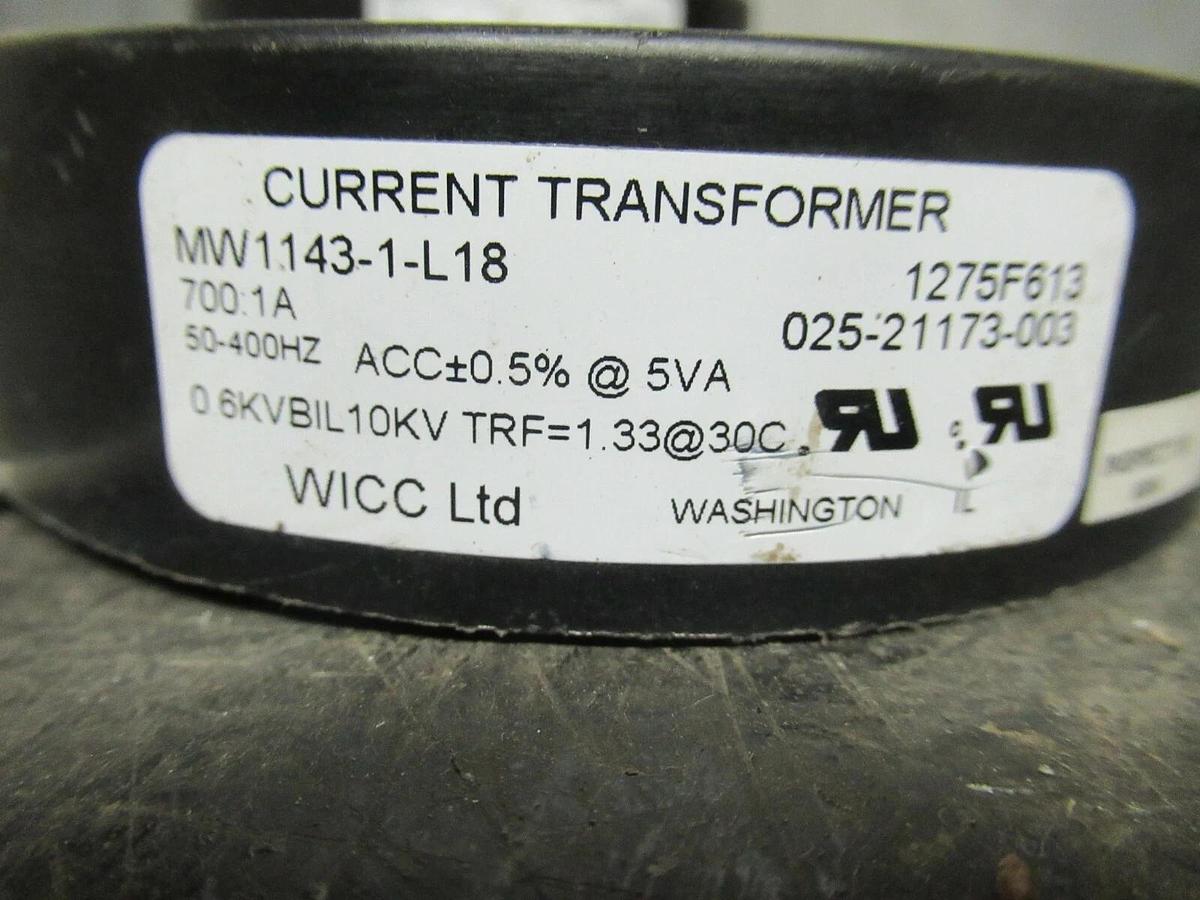 CURRENT TRANSFORMER
MW1143-1-L18
1275F613
700:1A
025-21173-003
50-400HZ ACC±0.5% @ 5VA
0.6KVBIL10KV TRF=1.33@30C
WICC Ltd
WASHINGTON IL